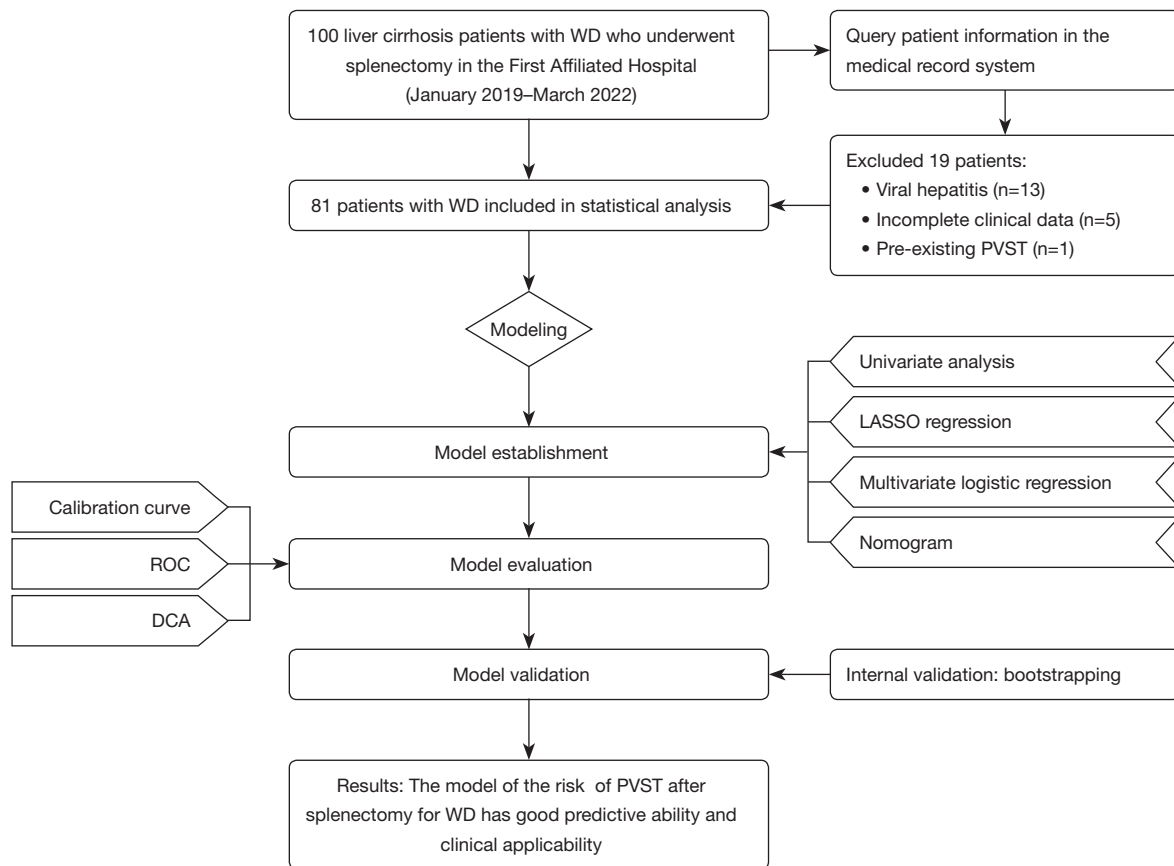 100 liver cirrhosis patients with WD who underwent
splenectomy in the First Affiliated Hospital
(January 2019–March 2022)
Query patient information in the
medical record system
Excluded 19 patients:
• Viral hepatitis (n=13)
• Incomplete clinical data (n=5)
• Pre-existing PVST (n=1)
81 patients with WD included in statistical analysis
Modeling
Univariate analysis
LASSO regression
Multivariate logistic regression
Nomogram
Model establishment
Calibration curve
ROC
DCA
Model evaluation
Model validation
Internal validation: bootstrapping
Results: The model of the risk of PVST after
splenectomy for WD has good predictive ability and
clinical applicability